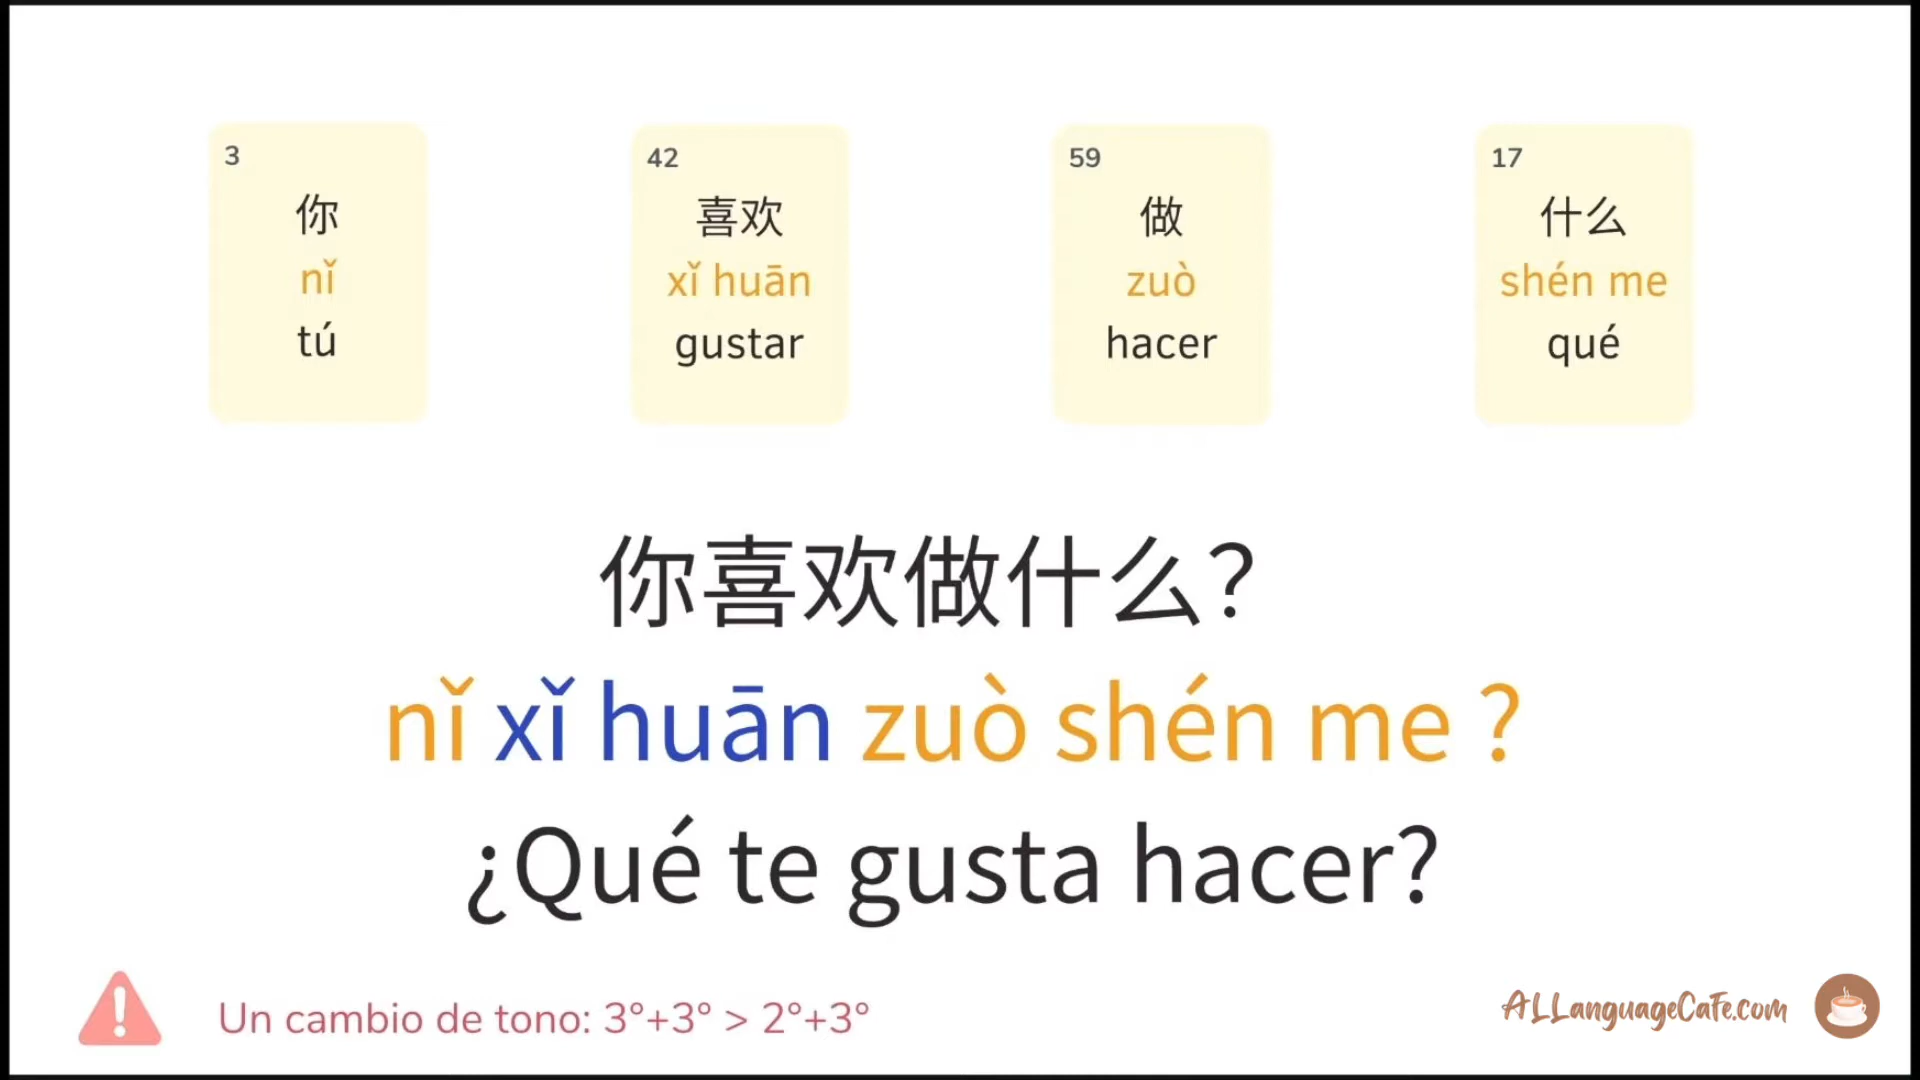 3
你
nǐ
tú
42
喜欢
xǐ huān
gustar
59
做
zuò
hacer
17
什么
shén me
qué
你喜欢做什么？
nǐ xǐ huān zuò shén me ?
¿Qué te gusta hacer?
Un cambio de tono: 3°+3° > 2°+3°
ALLanguageCafe.com